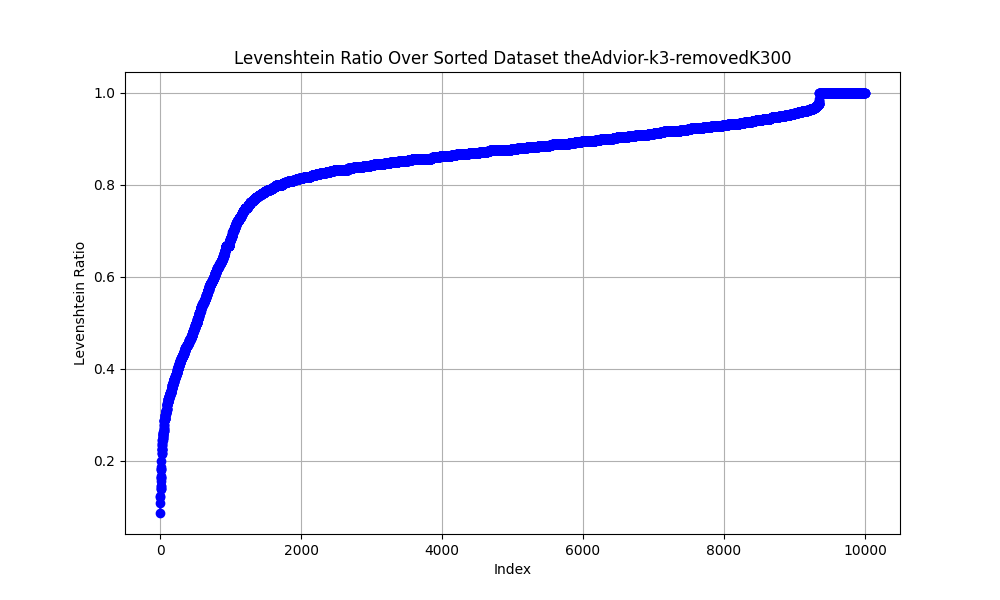 Levenshtein Ratio Over Sorted Dataset theAdvior-k3-removedK300
1.0
0.8
0.6
0.4
0.2
Levenshtein Ratio
0 2000 4000 6000 8000 10000
Index